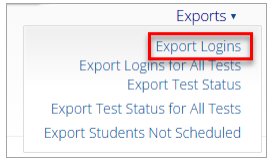 Exports ▾
Export Logins
Export Logins for All Tests
Export Test Status
Export Test Status for All Tests
Export Students Not Scheduled